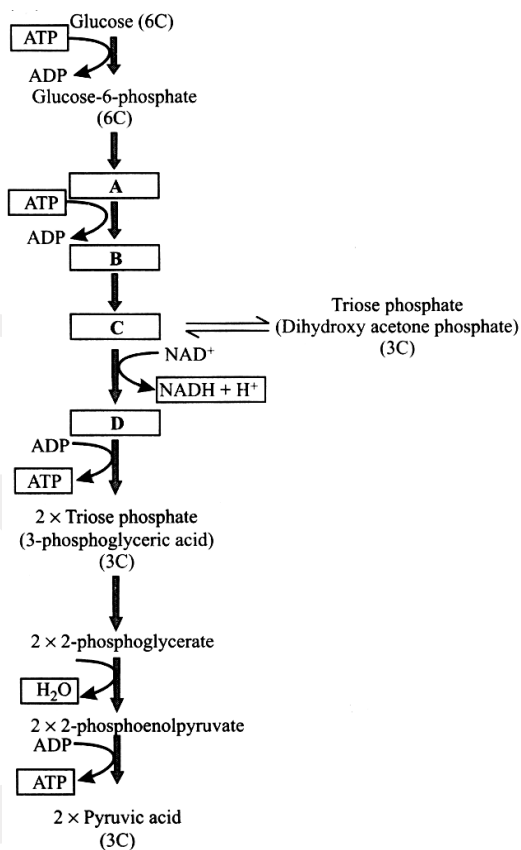 Glucose (6C)
ATP
ADP
Glucose-6-phosphate
(6C)
A
ATP
ADP
B
C
Triose phosphate
(Dihydroxy acetone phosphate)
(3C)
NAD⁺
NADH + H⁺
D
ADP
ATP
2 × Triose phosphate
(3-phosphoglyceric acid)
(3C)
2 × 2-phosphoglycerate
H₂O
2 × 2-phosphoenolpyruvate
ADP
ATP
2 × Pyruvic acid
(3C)